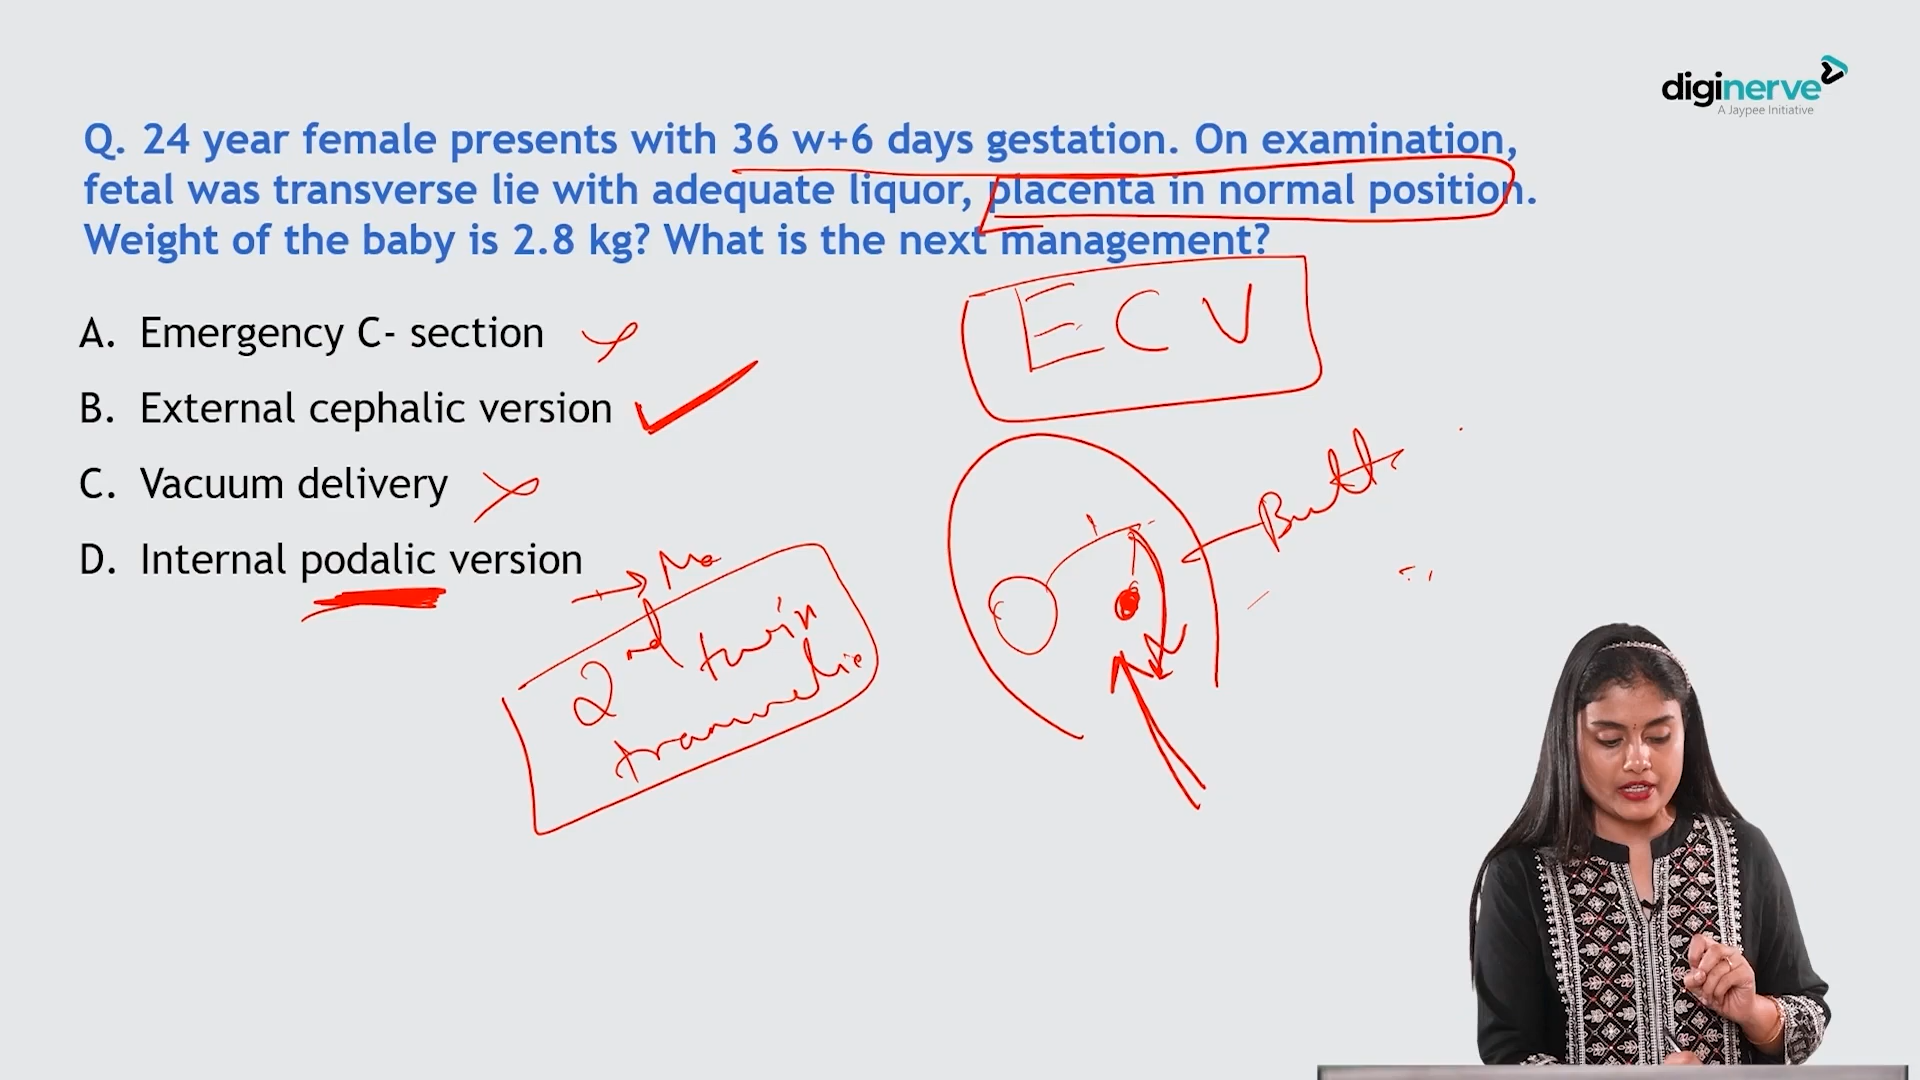 diginerve
A Jaypee Initiative
Q. 24 year female presents with 36 w+6 days gestation. On examination,
fetal was transverse lie with adequate liquor, placenta in normal position.
Weight of the baby is 2.8 kg? What is the next management?
A. Emergency C- section
B. External cephalic version
C. Vacuum delivery
D. Internal podalic version
ECV
Butt
2nd twin
lie